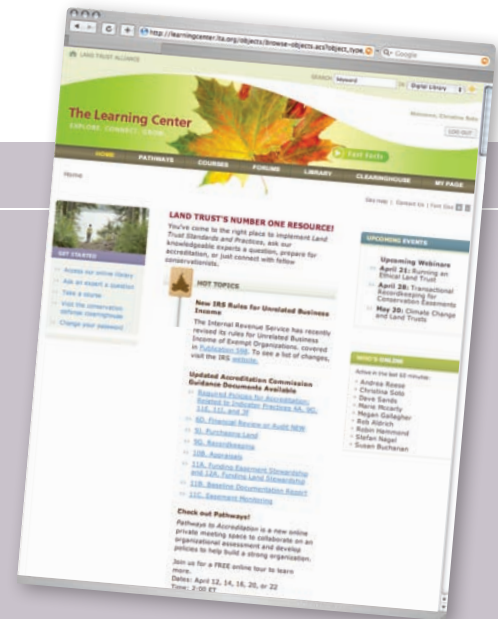 http://learningcenter.lta.org/objects/browse-objects.acs?object_type,
Google
LAND TRUST ALLIANCE
SEARCH keyword
IN Digital Library
Welcome, Christina Soto
LOG OUT
The Learning Center
EXPLORE. CONNECT. GROW.
Fast Facts
HOME PATHWAYS COURSES FORUMS LIBRARY CLEARINGHOUSE MY PAGE
Home
Site map | Contact Us | Font Size
GET STARTED
Access our online library
Ask an expert a question
Take a course
Visit the conservation
defense clearinghouse
Change your password
LAND TRUST'S NUMBER ONE RESOURCE!
You've come to the right place to implement Land
Trust Standards and Practices, ask our
knowledgeable experts a question, prepare for
accreditation, or just connect with fellow
conservationists.
HOT TOPICS
New IRS Rules for Unrelated Business
Income
The Internal Revenue Service has recently
revised its rules for Unrelated Business
Income of Exempt Organizations, covered
in Publication 598. To see a list of changes,
visit the IRS website.
Updated Accreditation Commission
Guidance Documents Available
Required Policies for Accreditation:
Related to Indicator Practices 4A, 9G,
11E, 11I, and 3F
6D. Financial Review or Audit NEW
9J. Purchasing Land
9G. Recordkeeping
10B. Appraisals
11A. Funding Easement Stewardship
and 12A. Funding Land Stewardship
11B. Baseline Documentation Report
11C. Easement Monitoring
Check out Pathways!
Pathways to Accreditation is a new online
private meeting space to collaborate on an
organizational assessment and develop
policies to help build a strong organization.
Join us for a FREE online tour to learn
more.
Dates: April 12, 14, 16, 20, or 22
Time: 2:00 ET
UPCOMING EVENTS
Upcoming Webinars
April 21: Running an
Ethical Land Trust
April 28: Transactional
Recordkeeping for
Conservation Easements
May 20: Climate Change
and Land Trusts
WHO'S ONLINE
Active in the last 10 minutes:
Andrea Reese
Christina Soto
Dave Sands
Marie McCarty
Megan Gallagher
Rob Aldrich
Robin Hammond
Stefan Nagel
Susan Buchanan